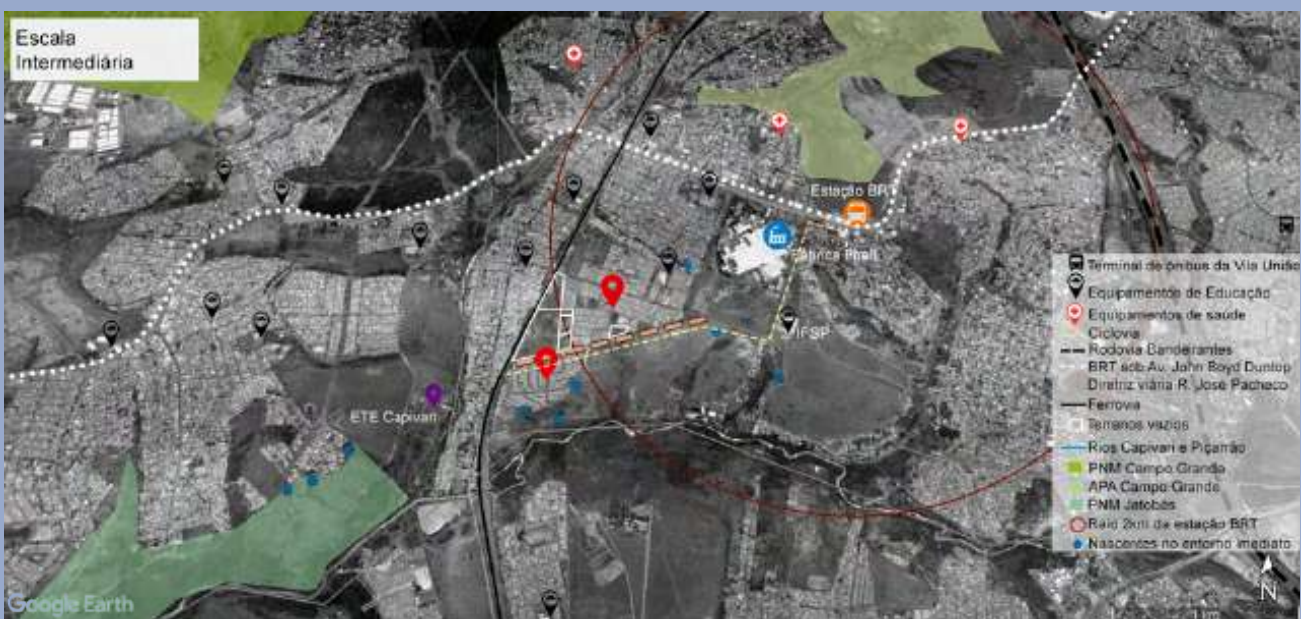 Escala
Intermediária
Estação BRT
Fábrica Pirelli
IFSP
ETE Capivari
Terminal de ônibus da Vila União
Equipamentos de Educação
Equipamentos de saúde
Ciclovia
Rodovia Bandeirantes
BRT sob Av. John Boyd Dunlop
Diretriz viária R. José Pacheco
Ferrovia
Terrenos vazios
Rios Capivari e Piçarrão
PNM Campo Grande
APA Campo Grande
PNM Jatobás
Raio 2km da estação BRT
Nascentes no entorno imediato
Google Earth
N
1 km